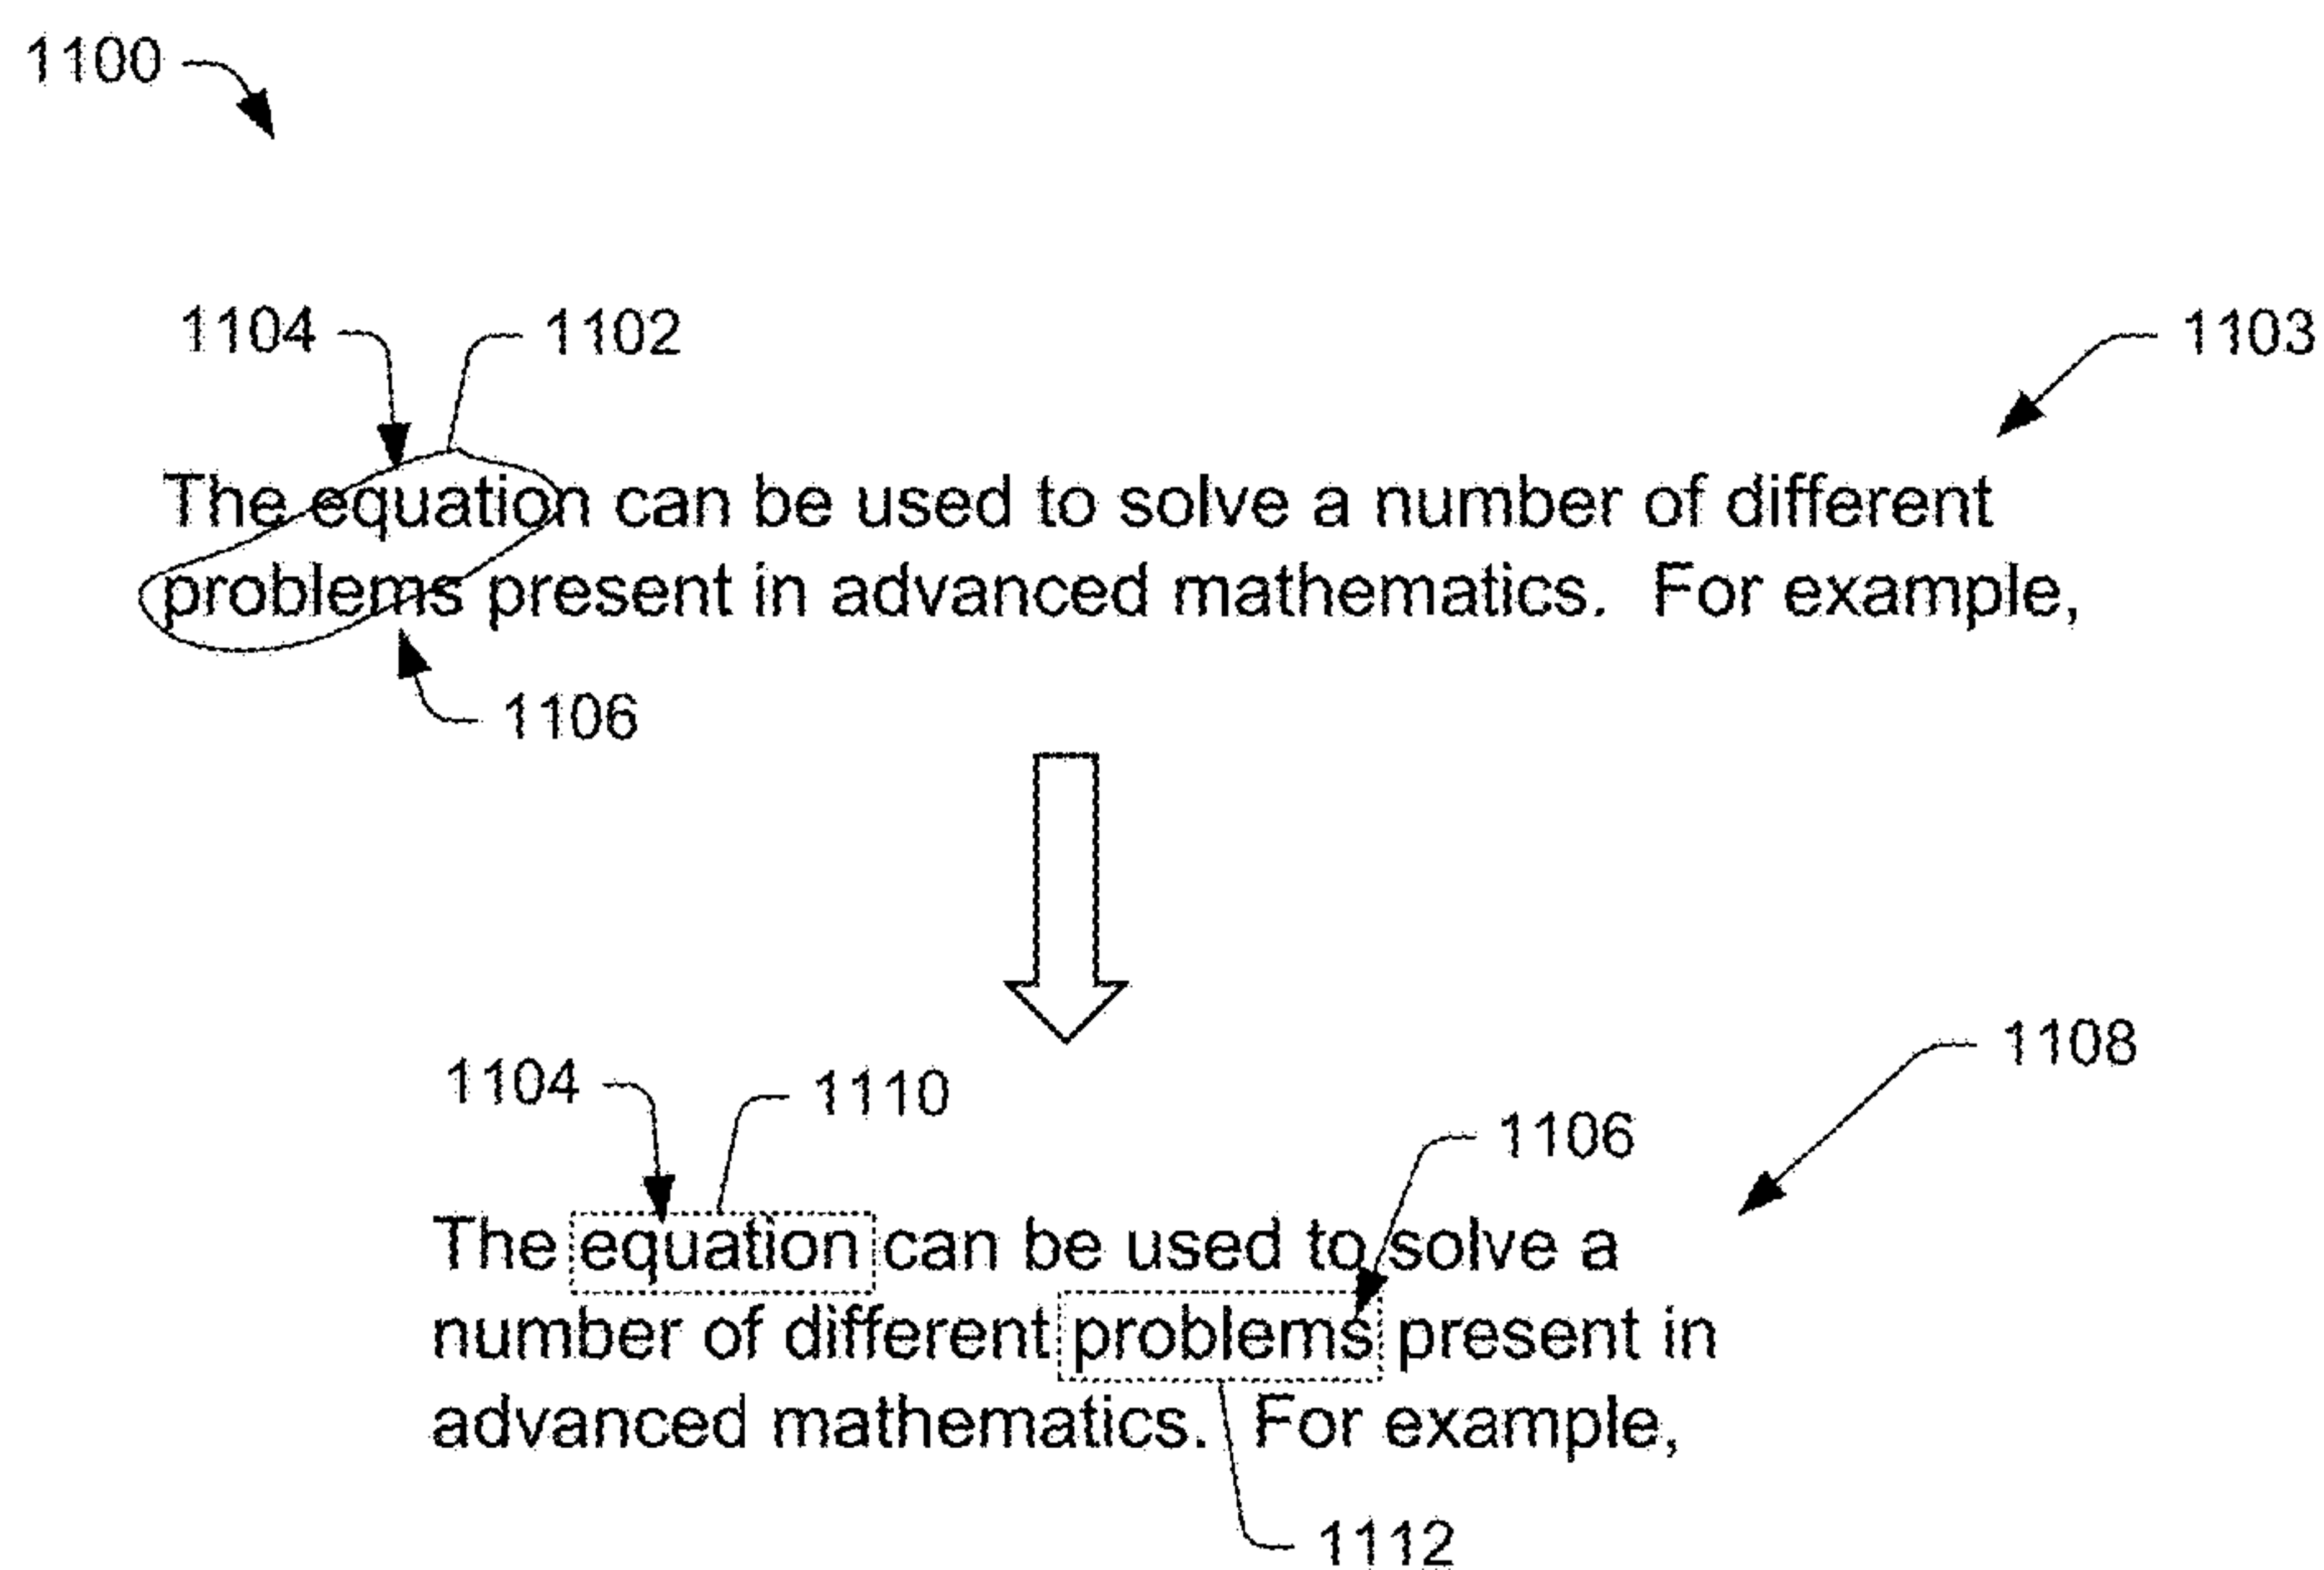 1100
1104 1102 1103
The equation can be used to solve a number of different
problems present in advanced mathematics. For example,
1106
1108
1104 1110
1106
The equation can be used to solve a
number of different problems present in
advanced mathematics. For example,
1112